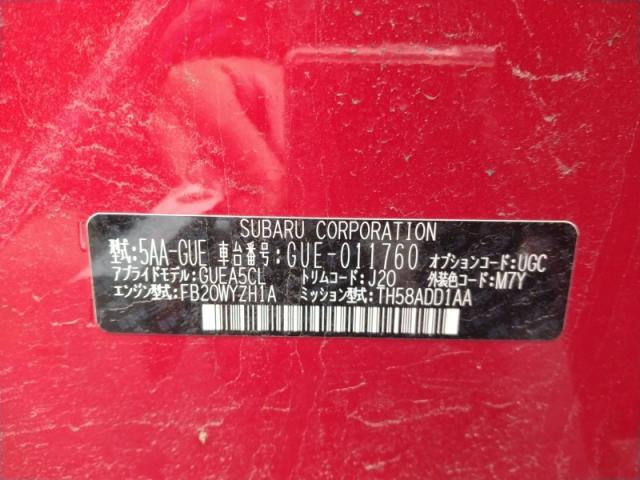 SUBARU CORPORATION
型式:5AA-GUE 車台番号:GUE-011760 オプションコード:UGC
アプライドモデル:GUEA5CL トリムコード:J20 外装色コード:M7Y
エンジン型式:FB20WYZH1A ミッション型式:TH58ADD1AA